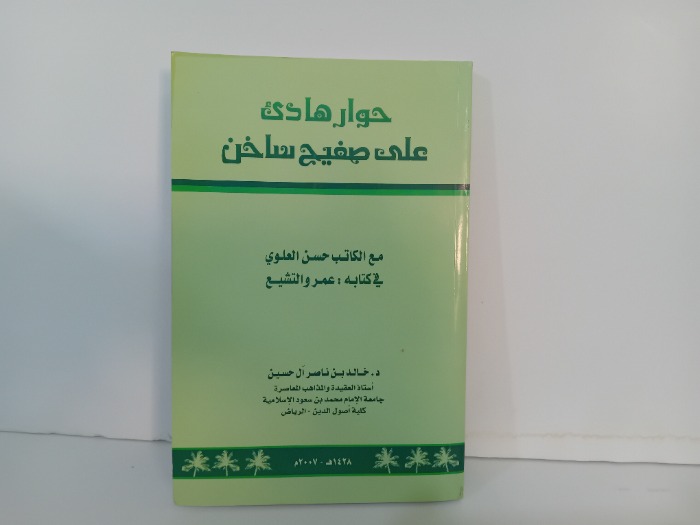 حوار هادئ
على صفيح ساخن
مع الكاتب حسن العلوي
في كتابه : عمر والتشيع
د. خالد بن ناصر آل حسين
أستاذ العقيدة والمذاهب المعاصرة
جامعة الإمام محمد بن سعود الإسلامية
كلية أصول الدين - الرياض
١٤٢٨هـ - ٢٠٠٧م